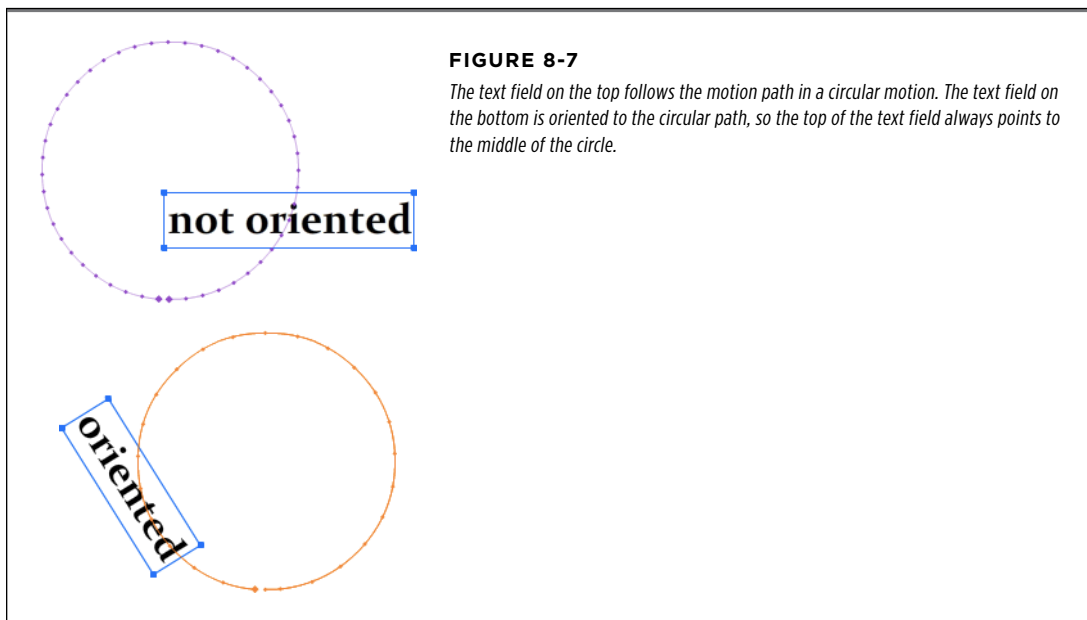 FIGURE 8-7
The text field on the top follows the motion path in a circular motion. The text field on
the bottom is oriented to the circular path, so the top of the text field always points to
the middle of the circle.
not oriented
oriented